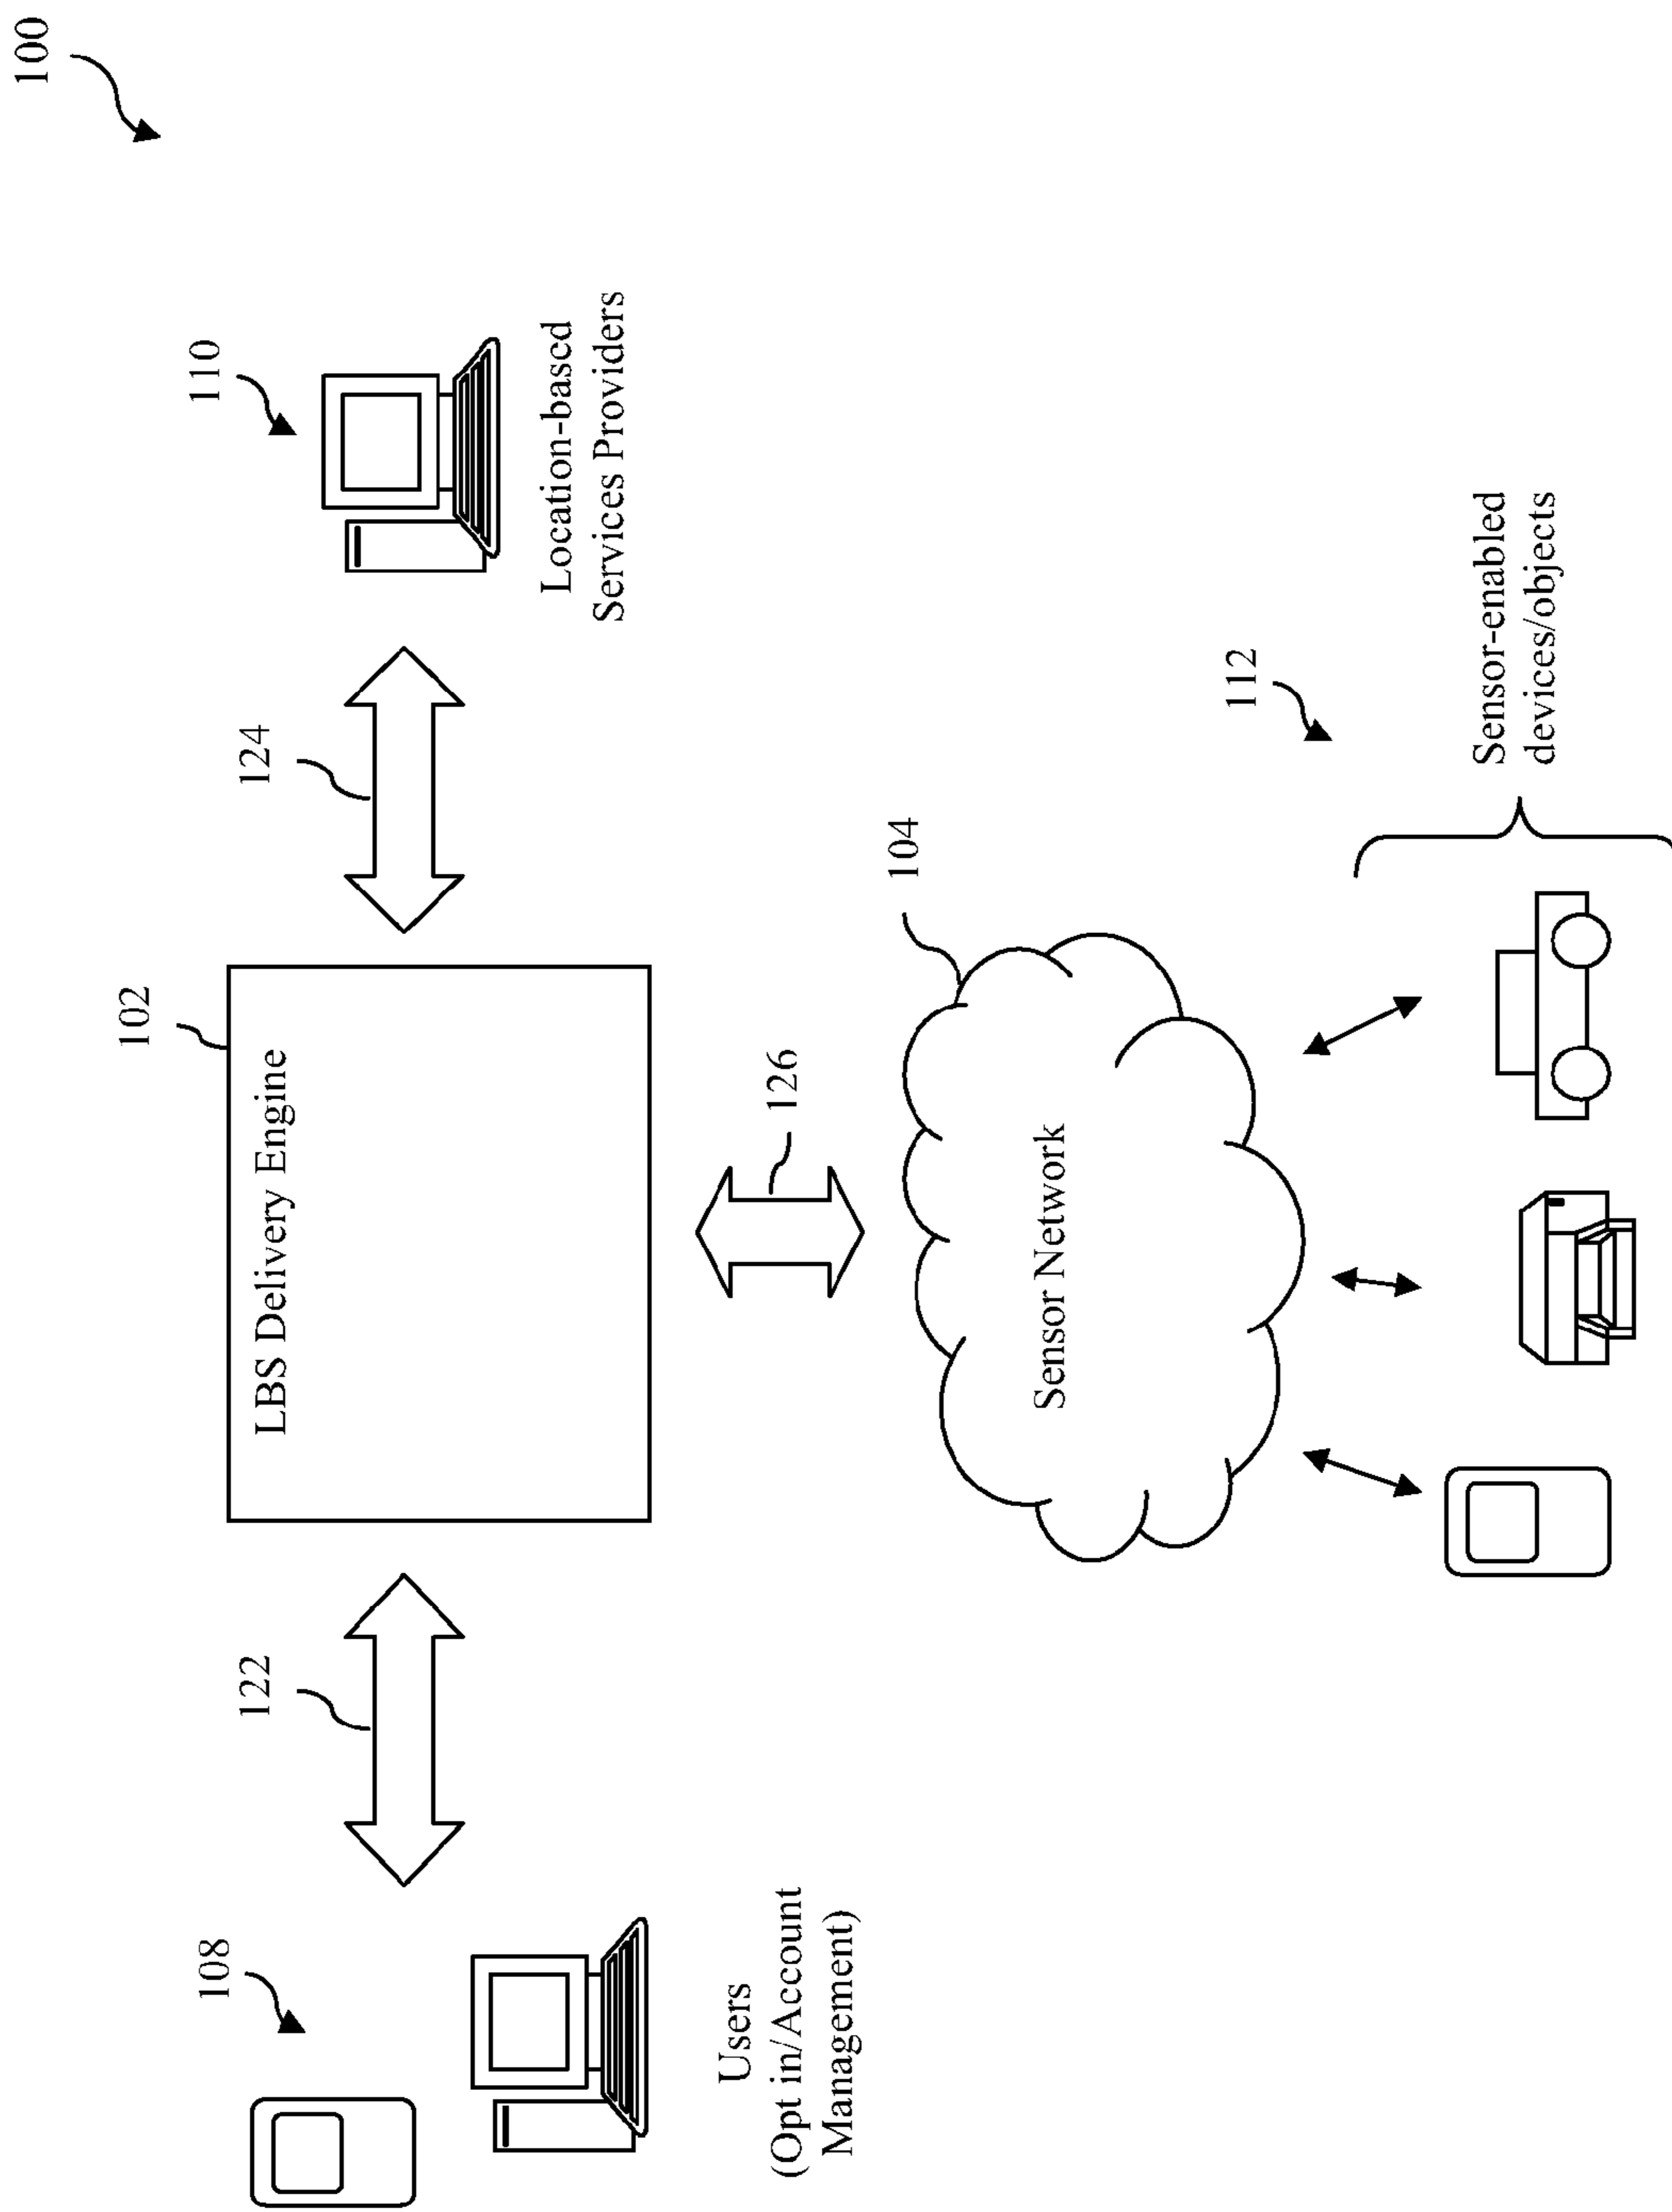 100
102
LBS Delivery Engine
108
122
124
110
Users
(Opt in/Account
Management)
Location-based
Services Providers
126
104
Sensor Network
112
Sensor-enabled
devices/objects